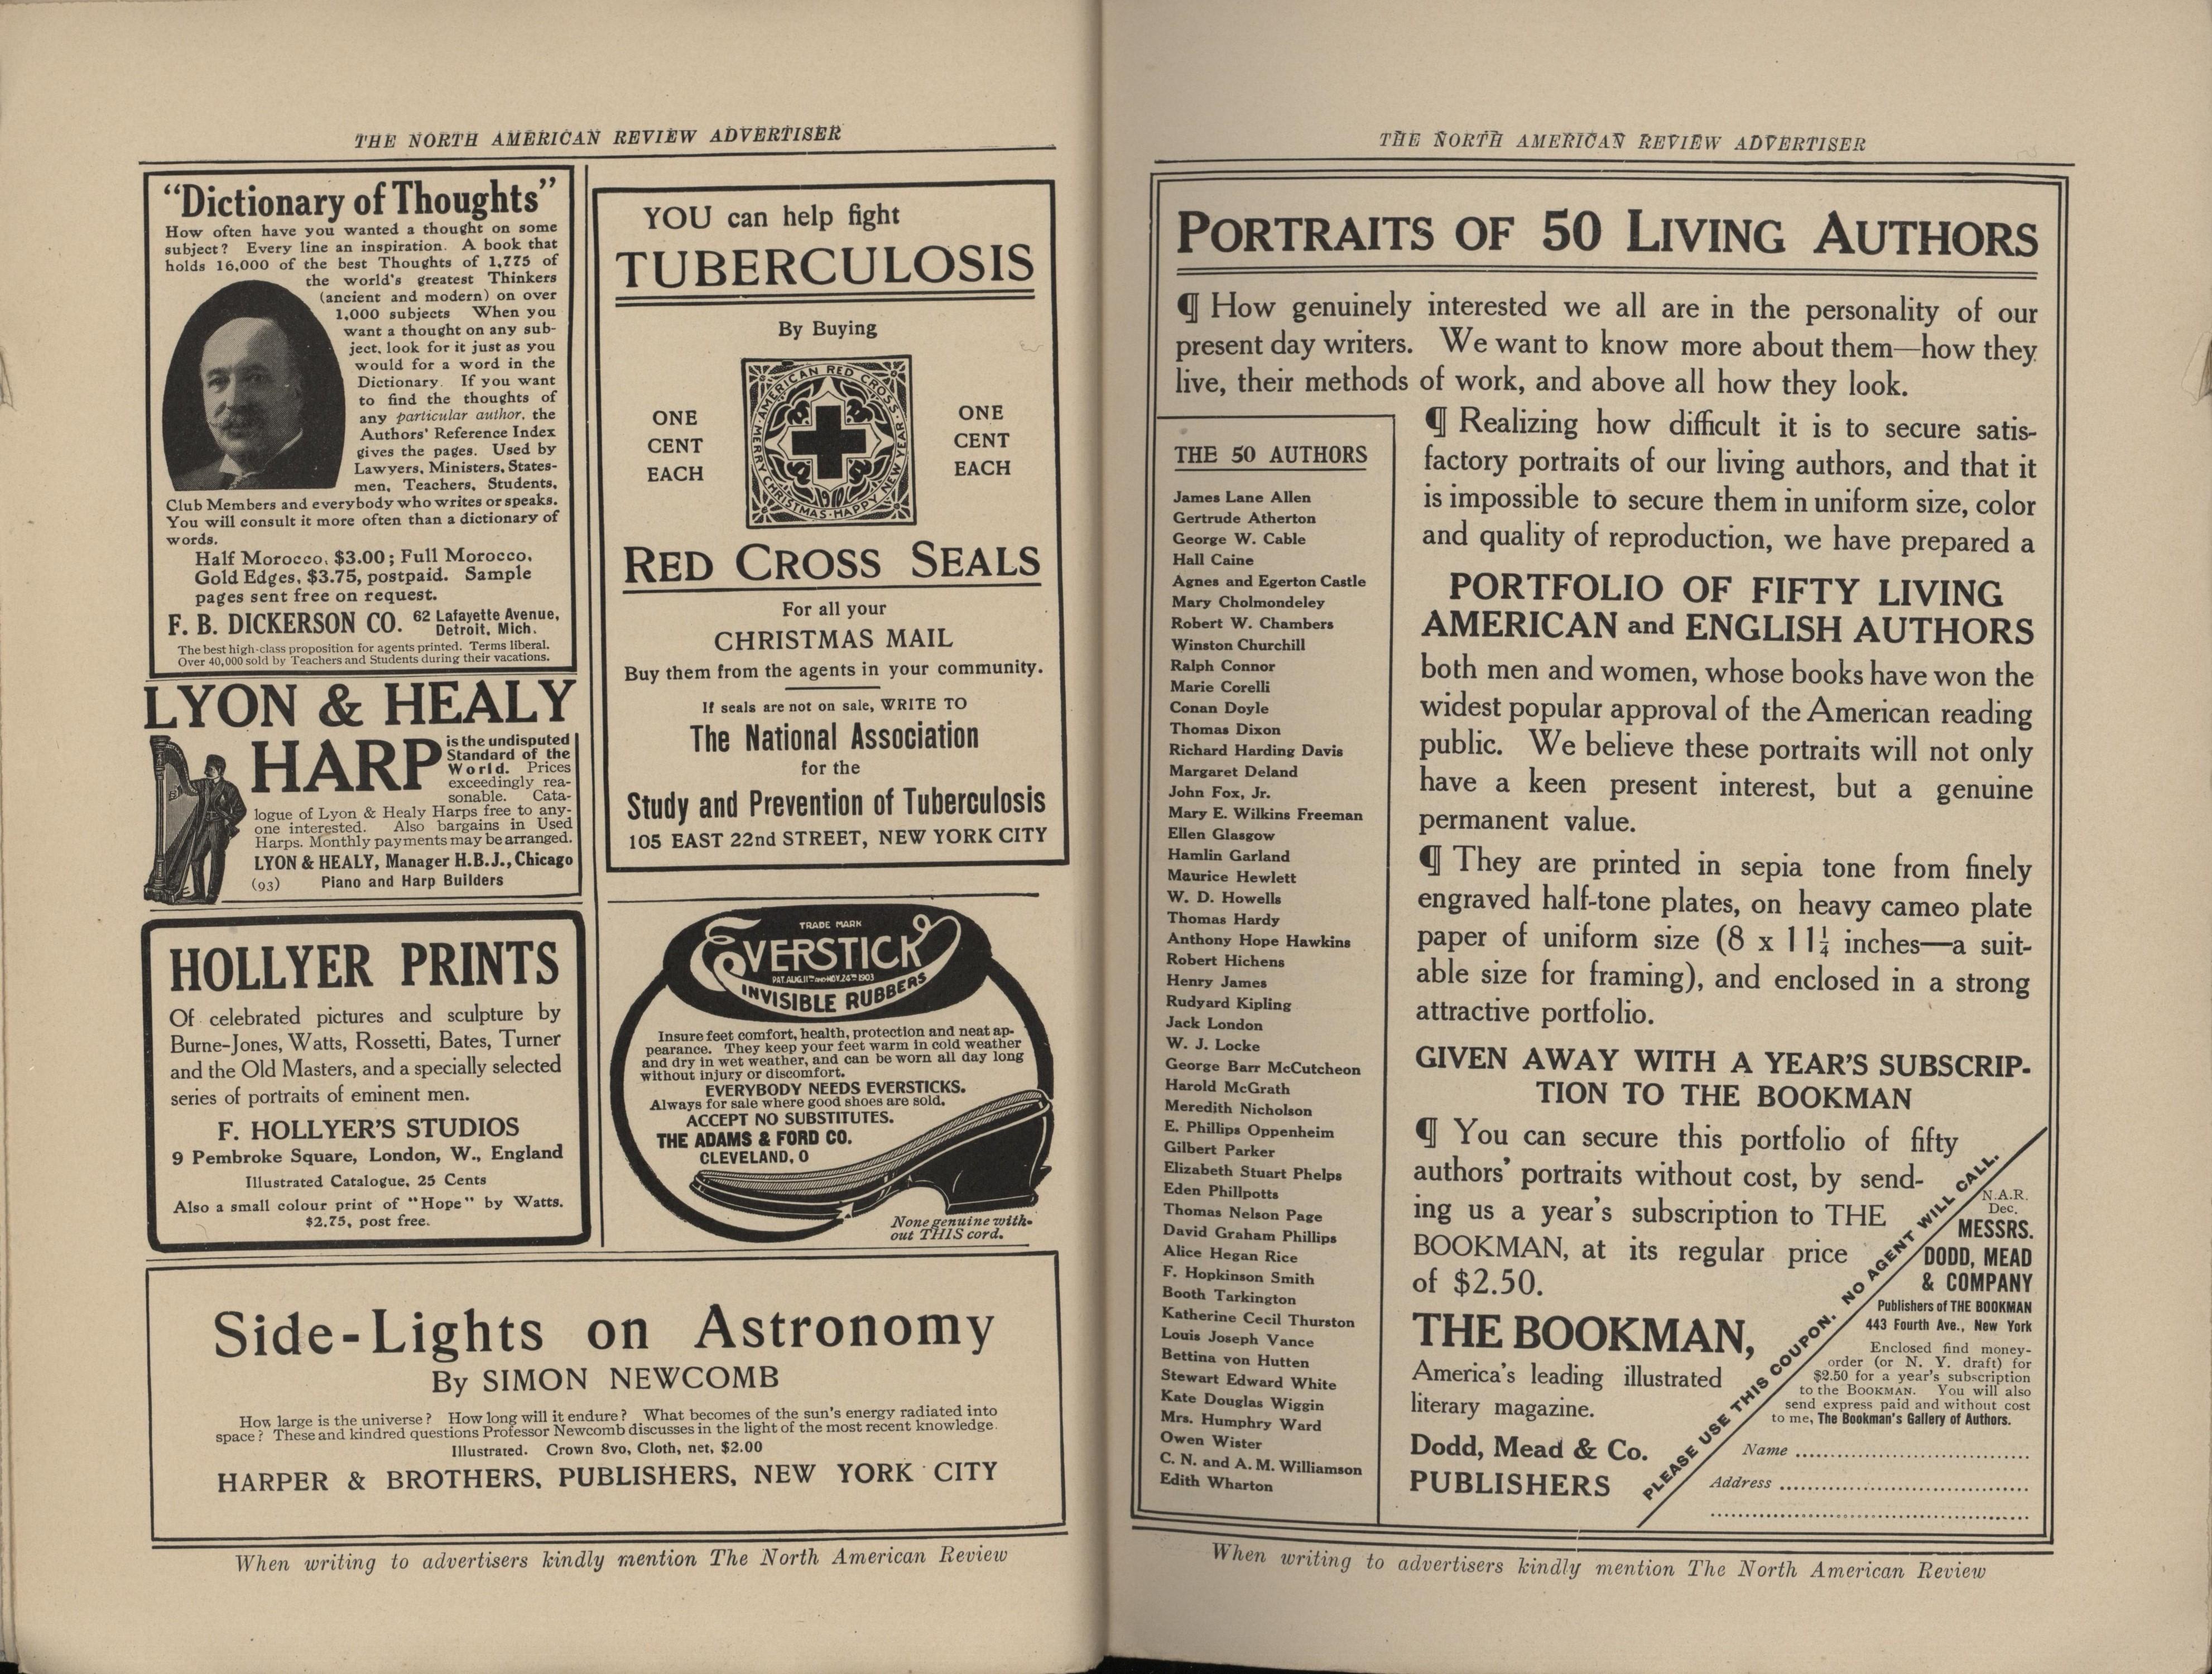 THE NORTH AMERICAN REVIEW ADVERTISER
"Dictionary of Thoughts"
How often have you wanted a thought on some
subject? Every line an inspiration. A book that
holds 16,000 of the best Thoughts of 1,775 of
the world's greatest Thinkers
(ancient and modern) on over
1,000 subjects When you
want a thought on any sub-
ject, look for it just as you
would for a word in the
Dictionary. If you want
to find the thoughts of
any particular author, the
Authors' Reference Index
gives the pages. Used by
Lawyers, Ministers, States-
men, Teachers, Students,
Club Members and everybody who writes or speaks.
You will consult it more often than a dictionary of
words.
Half Morocco, $3.00; Full Morocco,
Gold Edges, $3.75, postpaid. Sample
pages sent free on request.
F. B. DICKERSON CO. 62 Lafayette Avenue,
Detroit, Mich.
The best high-class proposition for agents printed. Terms liberal.
Over 40,000 sold by Teachers and Students during their vacations.
LYON & HEALY
HARP
is the undisputed
Standard of the
World. Prices
exceedingly rea-
sonable. Cata-
logue of Lyon & Healy Harps free to any-
one interested. Also bargains in Used
Harps. Monthly payments may be arranged.
LYON & HEALY, Manager H.B.J., Chicago
(93) Piano and Harp Builders
HOLLYER PRINTS
Of celebrated pictures and sculpture by
Burne-Jones, Watts, Rossetti, Bates, Turner
and the Old Masters, and a specially selected
series of portraits of eminent men.
F. HOLLYER'S STUDIOS
9 Pembroke Square, London, W., England
Illustrated Catalogue, 25 Cents
Also a small colour print of "Hope" by Watts.
$2.75, post free.
YOU can help fight
TUBERCULOSIS
By Buying
ONE
CENT
EACH
AMERICAN RED CROSS
MERRY CHRISTMAS · HAPPY NEW YEAR
1910
ONE
CENT
EACH
RED CROSS SEALS
For all your
CHRISTMAS MAIL
Buy them from the agents in your community.
If seals are not on sale, WRITE TO
The National Association
for the
Study and Prevention of Tuberculosis
105 EAST 22nd STREET, NEW YORK CITY
TRADE MARK
EVERSTICK
PAT. AUG. 11TH AND NOV. 24TH 1903
INVISIBLE RUBBERS
Insure feet comfort, health, protection and neat ap-
pearance. They keep your feet warm in cold weather
and dry in wet weather, and can be worn all day long
without injury or discomfort.
EVERYBODY NEEDS EVERSTICKS.
Always for sale where good shoes are sold.
ACCEPT NO SUBSTITUTES.
THE ADAMS & FORD CO.
CLEVELAND, O
None genuine with-
out THIS cord.
Side-Lights on Astronomy
By SIMON NEWCOMB
How large is the universe? How long will it endure? What becomes of the sun's energy radiated into
space? These and kindred questions Professor Newcomb discusses in the light of the most recent knowledge.
Illustrated. Crown 8vo, Cloth, net, $2.00
HARPER & BROTHERS, PUBLISHERS, NEW YORK CITY
When writing to advertisers kindly mention The North American Review
THE NORTH AMERICAN REVIEW ADVERTISER
PORTRAITS OF 50 LIVING AUTHORS
¶ How genuinely interested we all are in the personality of our
present day writers. We want to know more about them—how they
live, their methods of work, and above all how they look.
THE 50 AUTHORS
James Lane Allen
Gertrude Atherton
George W. Cable
Hall Caine
Agnes and Egerton Castle
Mary Cholmondeley
Robert W. Chambers
Winston Churchill
Ralph Connor
Marie Corelli
Conan Doyle
Thomas Dixon
Richard Harding Davis
Margaret Deland
John Fox, Jr.
Mary E. Wilkins Freeman
Ellen Glasgow
Hamlin Garland
Maurice Hewlett
W. D. Howells
Thomas Hardy
Anthony Hope Hawkins
Robert Hichens
Henry James
Rudyard Kipling
Jack London
W. J. Locke
George Barr McCutcheon
Harold McGrath
Meredith Nicholson
E. Phillips Oppenheim
Gilbert Parker
Elizabeth Stuart Phelps
Eden Phillpotts
Thomas Nelson Page
David Graham Phillips
Alice Hegan Rice
F. Hopkinson Smith
Booth Tarkington
Katherine Cecil Thurston
Louis Joseph Vance
Bettina von Hutten
Stewart Edward White
Kate Douglas Wiggin
Mrs. Humphry Ward
Owen Wister
C. N. and A. M. Williamson
Edith Wharton
¶ Realizing how difficult it is to secure satis-
factory portraits of our living authors, and that it
is impossible to secure them in uniform size, color
and quality of reproduction, we have prepared a
PORTFOLIO OF FIFTY LIVING
AMERICAN and ENGLISH AUTHORS
both men and women, whose books have won the
widest popular approval of the American reading
public. We believe these portraits will not only
have a keen present interest, but a genuine
permanent value.
¶ They are printed in sepia tone from finely
engraved half-tone plates, on heavy cameo plate
paper of uniform size (8 x 11¼ inches—a suit-
able size for framing), and enclosed in a strong
attractive portfolio.
GIVEN AWAY WITH A YEAR'S SUBSCRIP-
TION TO THE BOOKMAN
¶ You can secure this portfolio of fifty
authors' portraits without cost, by send-
ing us a year's subscription to THE
BOOKMAN, at its regular price
of $2.50.
THE BOOKMAN,
America's leading illustrated
literary magazine.
Dodd, Mead & Co.
PUBLISHERS
PLEASE USE THIS COUPON. NO AGENT WILL CALL.
N.A.R.
Dec.
MESSRS.
DODD, MEAD
& COMPANY
Publishers of THE BOOKMAN
443 Fourth Ave., New York
Enclosed find money-
order (or N. Y. draft) for
$2.50 for a year's subscription
to the BOOKMAN. You will also
send express paid and without cost
to me, The Bookman's Gallery of Authors.
Name
Address
When writing to advertisers kindly mention The North American Review